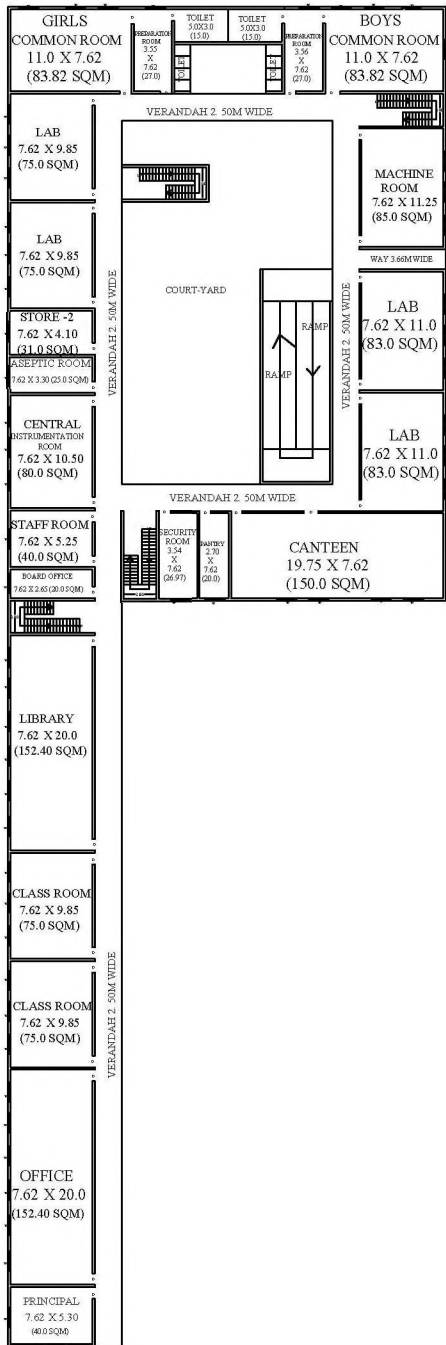 GIRLS
COMMON ROOM
11.0 X 7.62
(83.82 SQM)
PREPARATION
ROOM
3.55
X
7.62
(27.0)
TOILET
5.0X3.0
(15.0)
TOILET
5.0X3.0
(15.0)
TOILET
TOILET
PREPARATION
ROOM
3.56
X
7.62
(27.0)
BOYS
COMMON ROOM
11.0 X 7.62
(83.82 SQM)
VERANDAH 2. 50M WIDE
LAB
7.62 X 9.85
(75.0 SQM)
MACHINE
ROOM
7.62 X 11.25
(85.0 SQM)
LAB
7.62 X 9.85
(75.0 SQM)
WAY 3.66M WIDE
VERANDAH 2. 50M WIDE
COURT-YARD
RAMP
RAMP
VERANDAH 2. 50M WIDE
LAB
7.62 X 11.0
(83.0 SQM)
STORE -2
7.62 X 4.10
(31.0 SQM)
ASEPTIC ROOM
7.62 X 3.30 (25.0 SQM)
CENTRAL
INSTRUMENTATION
ROOM
7.62 X 10.50
(80.0 SQM)
LAB
7.62 X 11.0
(83.0 SQM)
VERANDAH 2. 50M WIDE
STAFF ROOM
7.62 X 5.25
(40.0 SQM)
SECURITY
ROOM
3.54
X
7.62
(26.97)
PANTRY
2.70
X
7.62
(20.0)
CANTEEN
19.75 X 7.62
(150.0 SQM)
BOARD OFFICE
7.62 X 2.65 (20.0 SQM)
LIBRARY
7.62 X 20.0
(152.40 SQM)
CLASS ROOM
7.62 X 9.85
(75.0 SQM)
VERANDAH 2. 50M WIDE
CLASS ROOM
7.62 X 9.85
(75.0 SQM)
OFFICE
7.62 X 20.0
(152.40 SQM)
PRINCIPAL
7.62 X 5.30
(40.0 SQM)